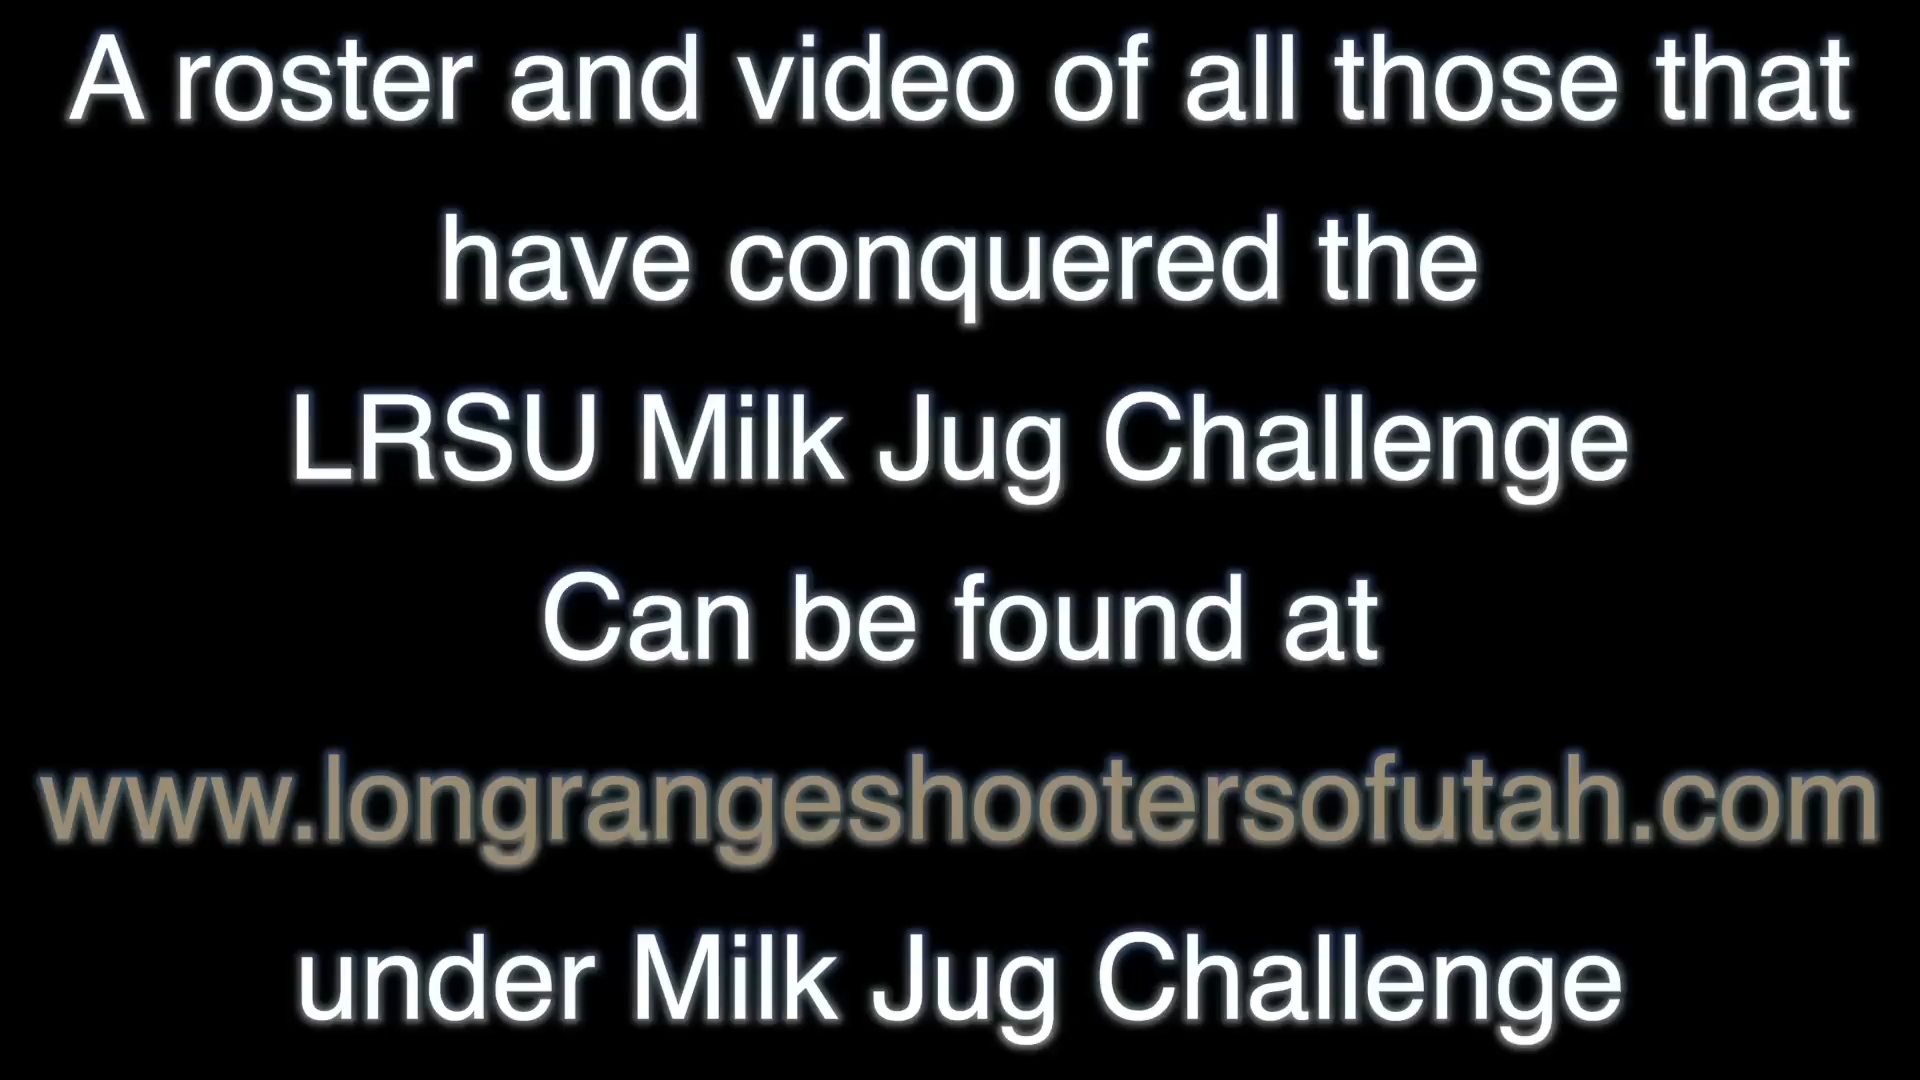 A roster and video of all those that
have conquered the
LRSU Milk Jug Challenge
Can be found at
www.longrangeshootersofutah.com
under Milk Jug Challenge